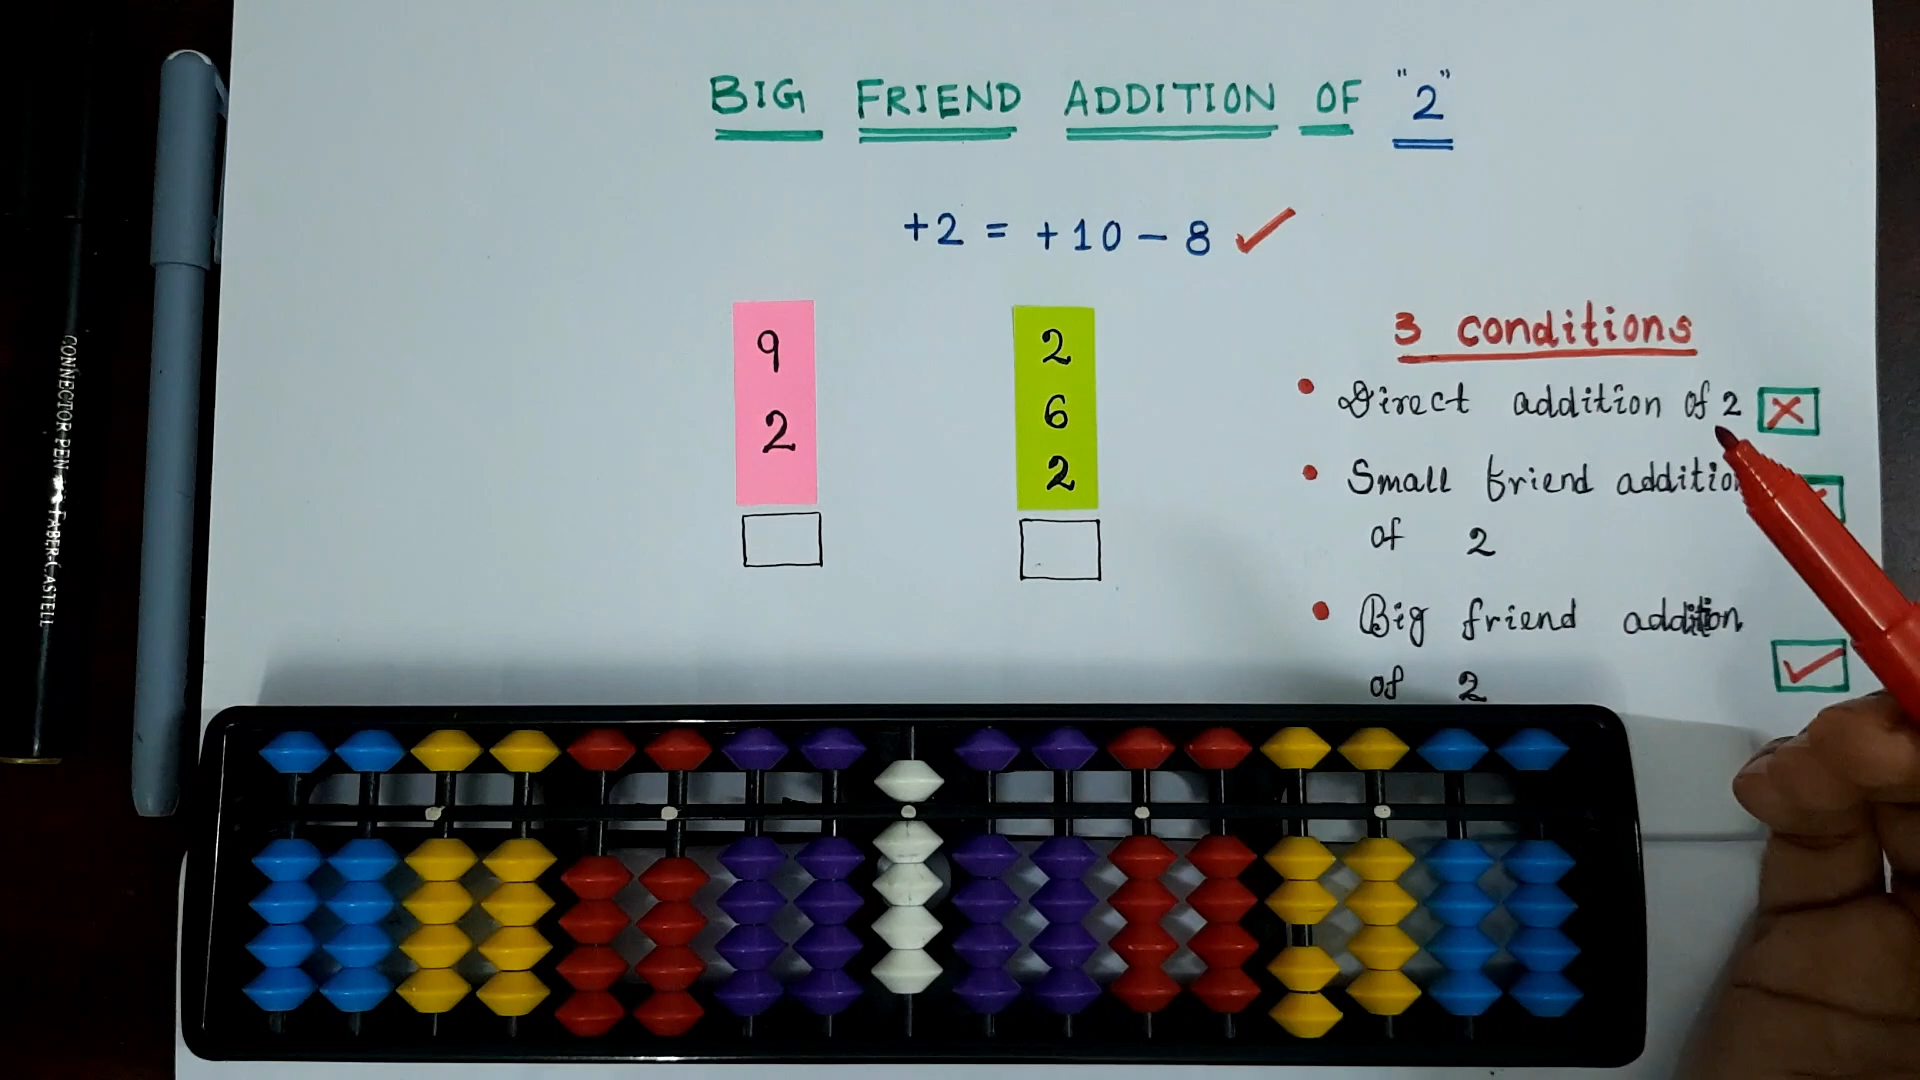 BIG FRIEND ADDITION OF "2"
+2 = +10 - 8
9
2
2
6
2
3 conditions
Direct addition of 2
Small friend
of 2
Big friend addition
of 2
CONNECTOR PEN FABER-CASTELL